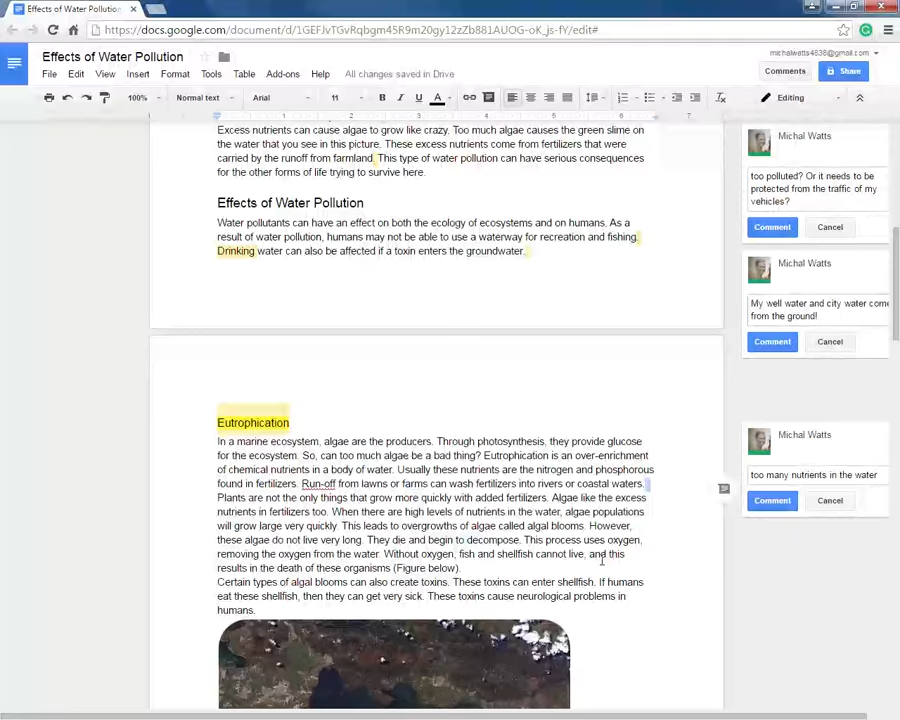 Effects of Water Pollution
https://docs.google.com/document/d/1GEFJvTGvRqbgm45R9m20gy12zZb881AUOG-oK_js-fY/edit#
Effects of Water Pollution
michalwatts4838@gmail.com
File Edit View Insert Format Tools Table Add-ons Help All changes saved in Drive
Comments
Share
100% Normal text Arial 11 B I U A Editing
1 2 3 4 5 6 7
Excess nutrients can cause algae to grow like crazy. Too much algae causes the green slime on
the water that you see in this picture. These excess nutrients come from fertilizers that were
carried by the runoff from farmland. This type of water pollution can have serious consequences
for the other forms of life trying to survive here.
Effects of Water Pollution
Water pollutants can have an effect on both the ecology of ecosystems and on humans. As a
result of water pollution, humans may not be able to use a waterway for recreation and fishing.
Drinking water can also be affected if a toxin enters the groundwater.
Eutrophication
In a marine ecosystem, algae are the producers. Through photosynthesis, they provide glucose
for the ecosystem. So, can too much algae be a bad thing? Eutrophication is an over-enrichment
of chemical nutrients in a body of water. Usually these nutrients are the nitrogen and phosphorous
found in fertilizers. Run-off from lawns or farms can wash fertilizers into rivers or coastal waters.
Plants are not the only things that grow more quickly with added fertilizers. Algae like the excess
nutrients in fertilizers too. When there are high levels of nutrients in the water, algae populations
will grow large very quickly. This leads to overgrowths of algae called algal blooms. However,
these algae do not live very long. They die and begin to decompose. This process uses oxygen,
removing the oxygen from the water. Without oxygen, fish and shellfish cannot live, and this
results in the death of these organisms (Figure below).
Certain types of algal blooms can also create toxins. These toxins can enter shellfish. If humans
eat these shellfish, then they can get very sick. These toxins cause neurological problems in
humans.
Michal Watts
too polluted? Or it needs to be
protected from the traffic of my
vehicles?
Comment Cancel
Michal Watts
My well water and city water come
from the ground!
Comment Cancel
Michal Watts
too many nutrients in the water
Comment Cancel